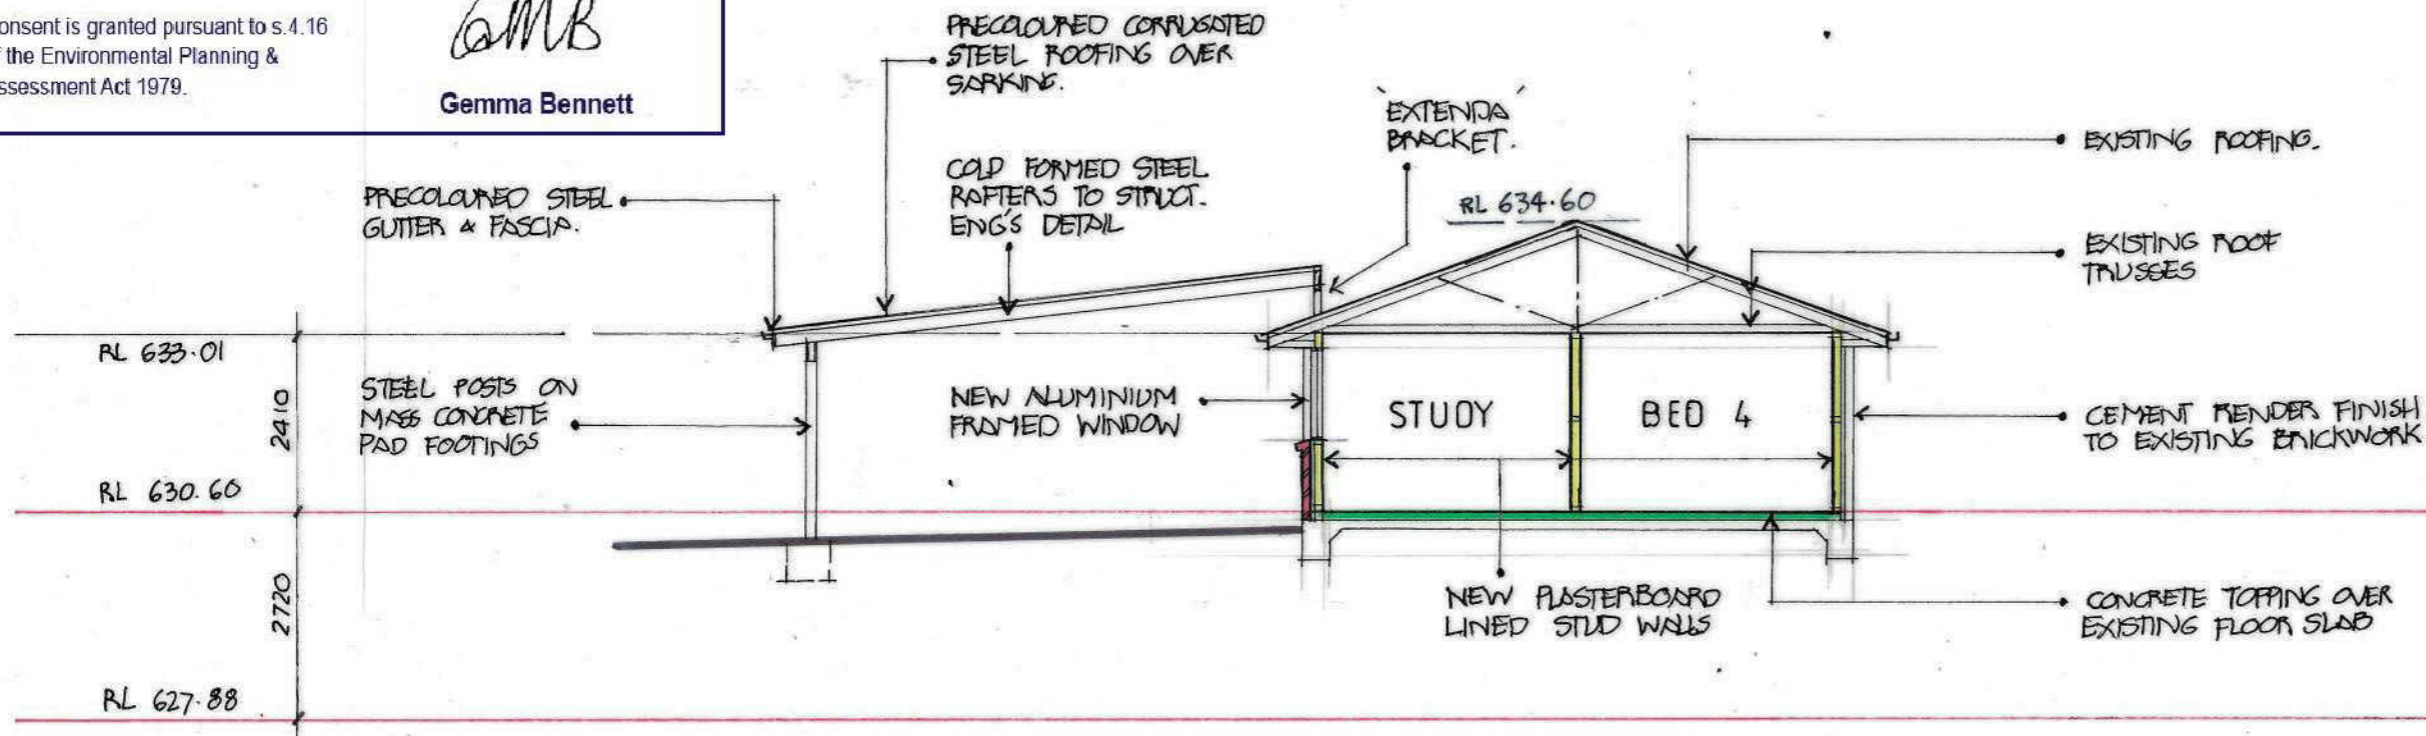 onsent is granted pursuant to s.4.16
the Environmental Planning &
ssessment Act 1979.
GMB
Gemma Bennett
PRECOLOURED CORRUGATED
STEEL ROOFING OVER
SARKING.
'EXTENDA'
BRACKET.
EXISTING ROOFING.
COLD FORMED STEEL
RAFTERS TO STRUCT.
ENG'S DETAIL
PRECOLOURED STEEL
GUTTER & FASCIA.
RL 634.60
EXISTING ROOF
TRUSSES
RL 633.01
STEEL POSTS ON
MASS CONCRETE
PAD FOOTINGS
NEW ALUMINIUM
FRAMED WINDOW
STUDY
BED 4
CEMENT RENDER FINISH
TO EXISTING BRICKWORK
2410
RL 630.60
2720
NEW PLASTERBOARD
LINED STUD WALLS
CONCRETE TOPPING OVER
EXISTING FLOOR SLAB
RL 627.88